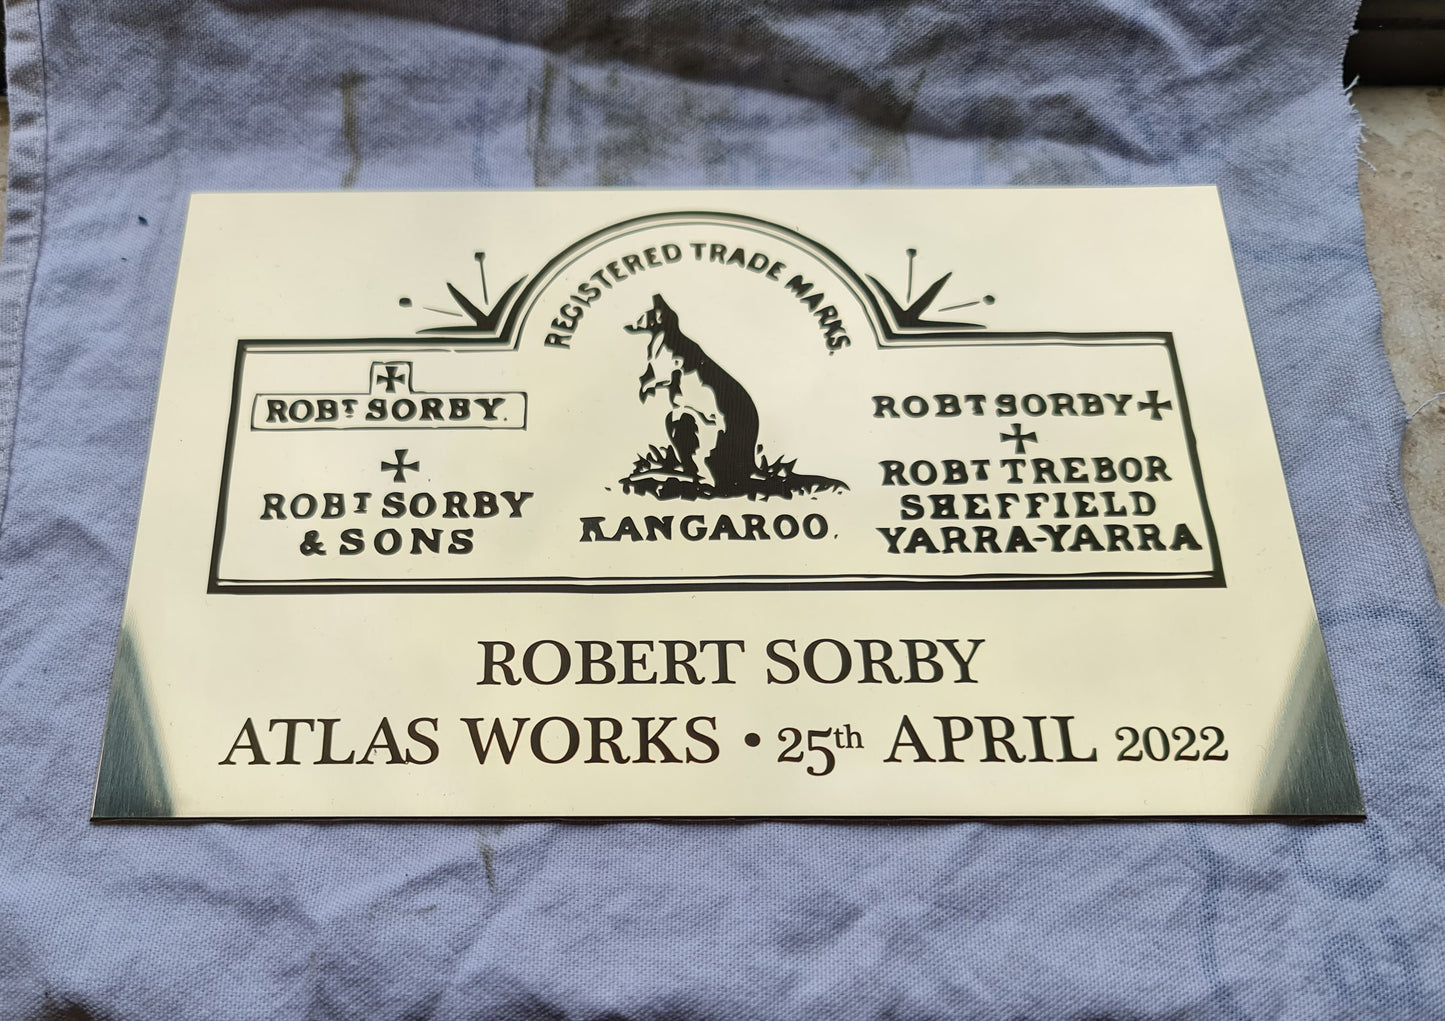 REGISTERED TRADE MARKS.
ROBT SORBY.
ROBT SORBY
& SONS
KANGAROO.
ROBT SORBY
ROBT TREBOR
SHEFFIELD
YARRA-YARRA
ROBERT SORBY
ATLAS WORKS • 25th APRIL 2022